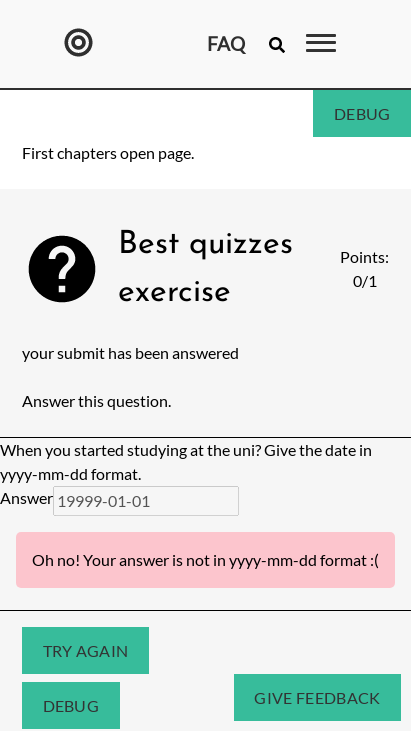 FAQ
DEBUG
First chapters open page.
Best quizzes
exercise
Points:
0/1
your submit has been answered
Answer this question.
When you started studying at the uni? Give the date in
yyyy-mm-dd format.
Answer 19999-01-01
Oh no! Your answer is not in yyyy-mm-dd format :(
TRY AGAIN
DEBUG
GIVE FEEDBACK